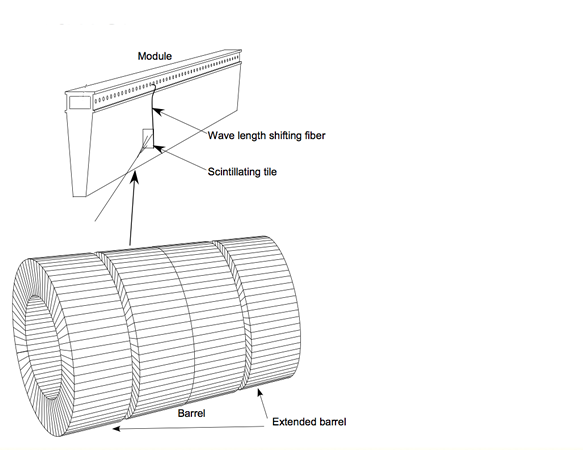 Module
Wave length shifting fiber
Scintillating tile
Barrel
Extended barrel